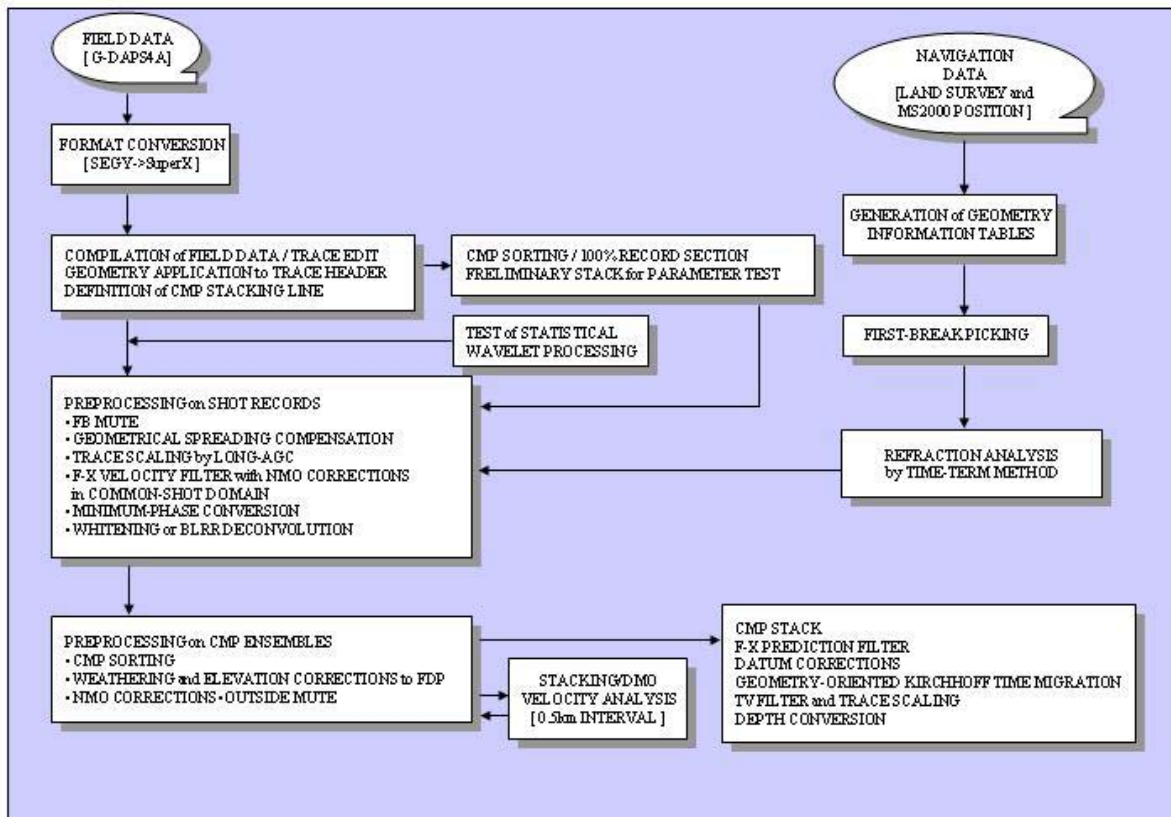 FIELD DATA
[ G-DAPS4A]
FORMAT CONVERSION
[ SEGY->SuperX ]
COMPILATION of FIELD DATA / TRACE EDIT
GEOMETRY APPLICATION to TRACE HEADER
DEFINITION of CMP STACKING LINE
CMP SORTING / 100% RECORD SECTION
PRELIMINARY STACK for PARAMETER TEST
TEST of STATISTICAL
WAVELET PROCESSING
PREPROCESSING on SHOT RECORDS
・FB MUTE
・GEOMETRICAL SPREADING COMPENSATION
・TRACE SCALING by LONG-AGC
・F-X VELOCITY FILTER with NMO CORRECTIONS
in COMMON-SHOT DOMAIN
・MINIMUM-PHASE CONVERSION
・WHITENING or BLRR DECONVOLUTION
NAVIGATION
DATA
[LAND SURVEY and
MS2000 POSITION ]
GENERATION of GEOMETRY
INFORMATION TABLES
FIRST-BREAK PICKING
REFRACTION ANALYSIS
by TIME-TERM METHOD
PREPROCESSING on CMP ENSEMBLES
・CMP SORTING
・WEATHERING and ELEVATION CORRECTIONS to FDP
・NMO CORRECTIONS・OUTSIDE MUTE
STACKING/DMO
VELOCITY ANALYSIS
[ 0.5km INTERVAL ]
CMP STACK
F-X PREDICTION FILTER
DATUM CORRECTIONS
GEOMETRY-ORIENTED KIRCHHOFF TIME MIGRATION
TV FILTER and TRACE SCALING
DEPTH CONVERSION